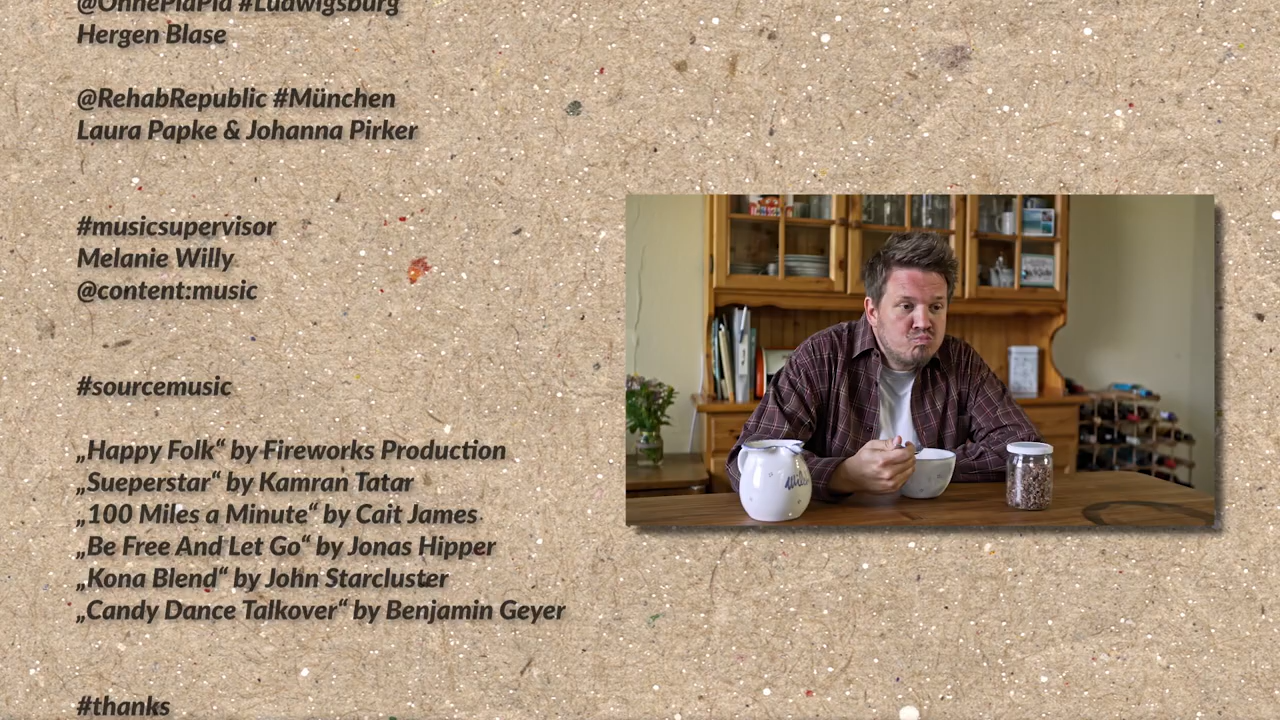 @OhnePlaPla #Ludwigsburg
Hergen Blase
@RehabRepublic #München
Laura Papke & Johanna Pirker
#musicsupervisor
Melanie Willy
@content:music
#sourcemusic
„Happy Folk“ by Fireworks Production
„Sueperstar“ by Kamran Tatar
„100 Miles a Minute“ by Cait James
„Be Free And Let Go“ by Jonas Hipper
„Kona Blend“ by John Starcluster
„Candy Dance Talkover“ by Benjamin Geyer
#thanks